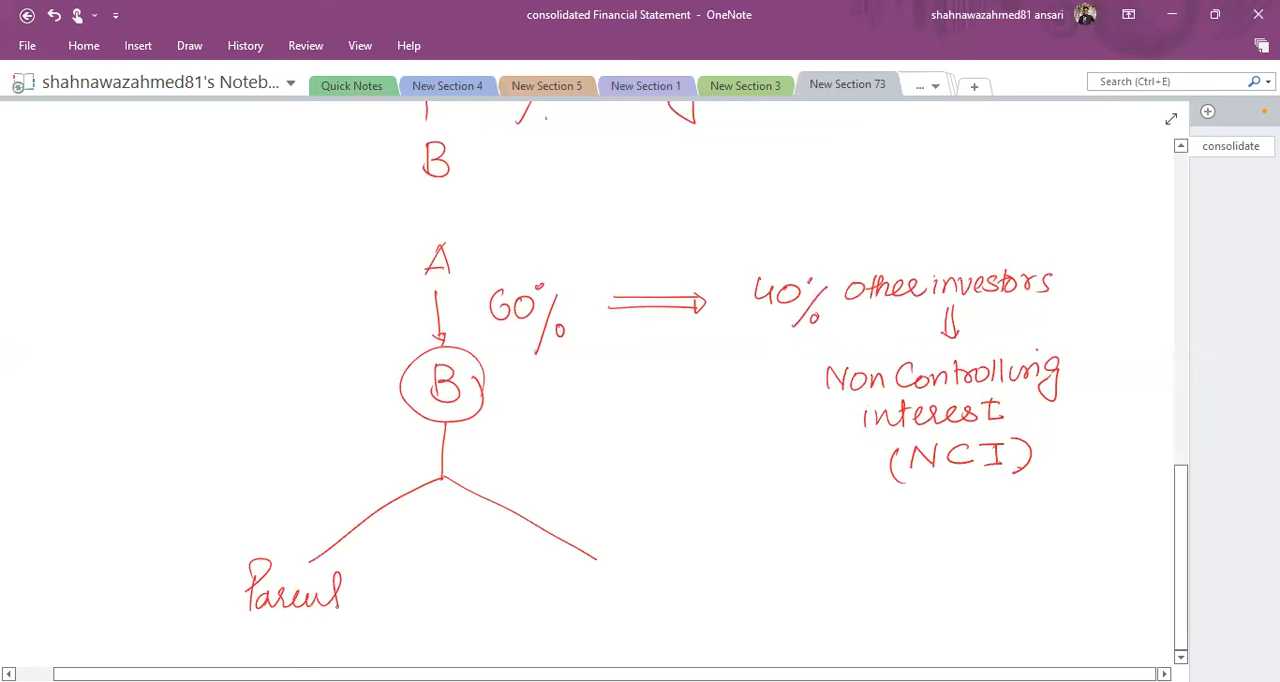 consolidated Financial Statement - OneNote
shahnawazahmed81 ansari
File Home Insert Draw History Review View Help
shahnawazahmed81's Noteb...
Quick Notes
New Section 4
New Section 5
New Section 1
New Section 3
New Section 73
...
Search (Ctrl+E)
consolidate
B
A
60%
40% other investors
B
Non Controlling
interest
(NCI)
Parent